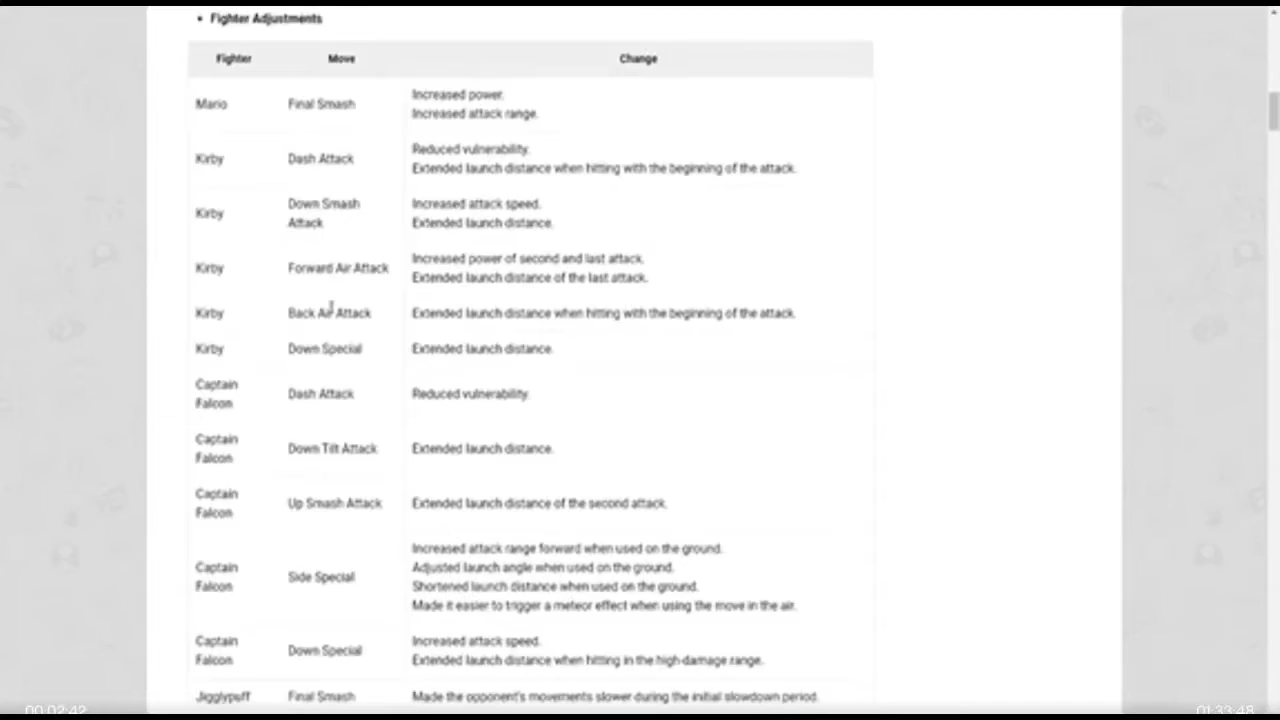 • Fighter Adjustments
Fighter Move Change
Mario Final Smash Increased power.
Increased attack range.
Kirby Dash Attack Reduced vulnerability.
Extended launch distance when hitting with the beginning of the attack.
Kirby Down Smash Attack Increased attack speed.
Extended launch distance.
Kirby Forward Air Attack Increased power of second and last attack.
Extended launch distance of the last attack.
Kirby Back Air Attack Extended launch distance when hitting with the beginning of the attack.
Kirby Down Special Extended launch distance.
Captain Falcon Dash Attack Reduced vulnerability.
Captain Falcon Down Tilt Attack Extended launch distance.
Captain Falcon Up Smash Attack Extended launch distance of the second attack.
Captain Falcon Side Special Increased attack range forward when used on the ground.
Adjusted launch angle when used on the ground.
Shortened launch distance when used on the ground.
Made it easier to trigger a meteor effect when using the move in the air.
Captain Falcon Down Special Increased attack speed.
Extended launch distance when hitting in the high-damage range.
Jigglypuff Final Smash Made the opponent's movements slower during the initial slowdown period.
00:02:42 01:33:48